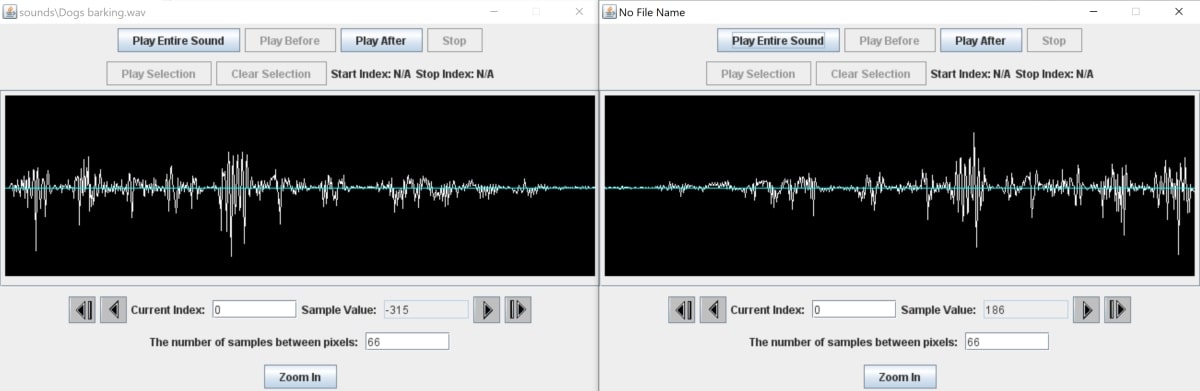 sounds\Dogs barking.wav
Play Entire Sound Play Before Play After Stop
Play Selection Clear Selection Start Index: N/A Stop Index: N/A
Current Index: 0 Sample Value: -315
The number of samples between pixels: 66
Zoom In
No File Name
Play Entire Sound Play Before Play After Stop
Play Selection Clear Selection Start Index: N/A Stop Index: N/A
Current Index: 0 Sample Value: 186
The number of samples between pixels: 66
Zoom In